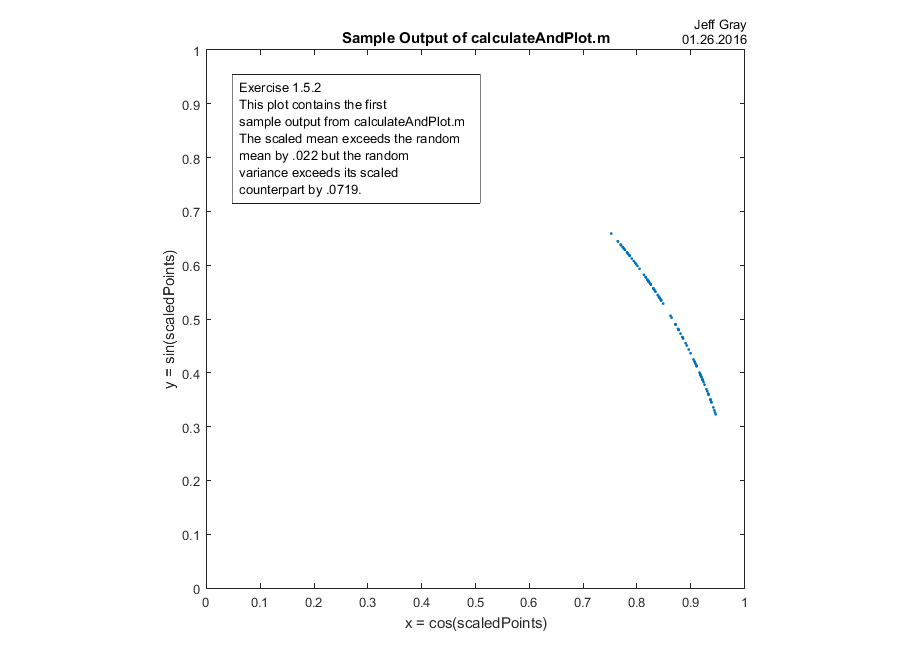 Jeff Gray
01.26.2016
Sample Output of calculateAndPlot.m
Exercise 1.5.2
This plot contains the first
sample output from calculateAndPlot.m
The scaled mean exceeds the random
mean by .022 but the random
variance exceeds its scaled
counterpart by .0719.
y = sin(scaledPoints)
1
0.9
0.8
0.7
0.6
0.5
0.4
0.3
0.2
0.1
0
0 0.1 0.2 0.3 0.4 0.5 0.6 0.7 0.8 0.9 1
x = cos(scaledPoints)